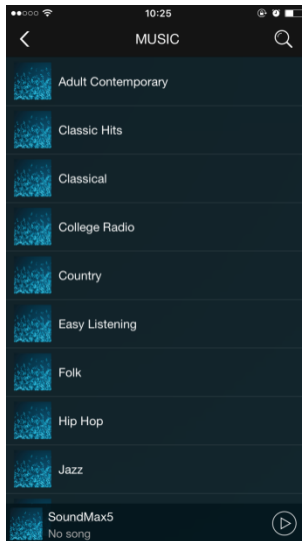 10:25
MUSIC
Adult Contemporary
Classic Hits
Classical
College Radio
Country
Easy Listening
Folk
Hip Hop
Jazz
SoundMax5
No song